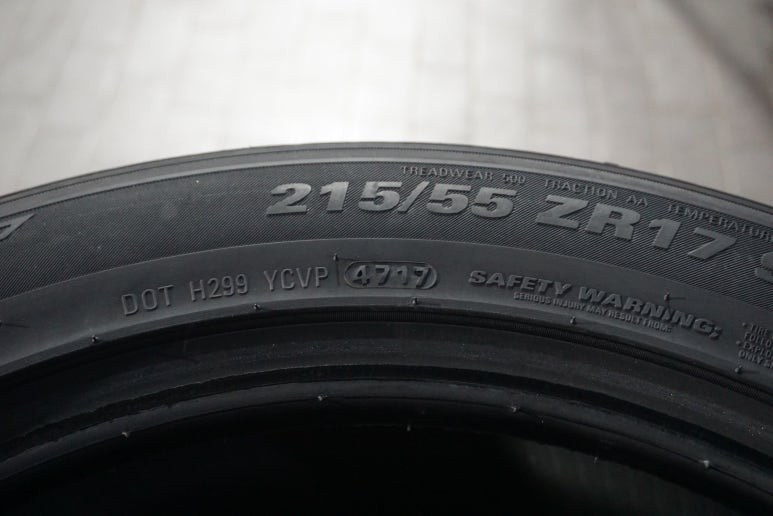 TREADWEAR 500 TRACTION AA TEMPERATURE
215/55 ZR17
DOT H299 YCVP 4717
SAFETY WARNING:
SERIOUS INJURY MAY RESULT FROM: